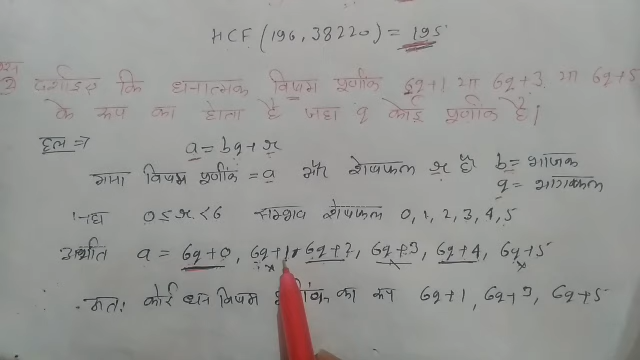 HCF (196, 38220) = 195
दर्शाइए कि धनात्मक विषम पूर्णांक 6q+1 या 6q+3 या 6q+5
के रूप का होता है जहा q कोई पूर्णांक है।
हल ⇒ a = bq + r
माना विषम पूर्णांक = a और शेषफल r है b = भाजक
q = भागफल
जहा 0 ≤ r < 6 सम्भाव शेषफल 0, 1, 2, 3, 4, 5
अर्थात a = 6q+0, 6q+1, 6q+2, 6q+3, 6q+4, 6q+5
अतः कोई धन विषम पूर्णांक का रूप 6q+1, 6q+3, 6q+5